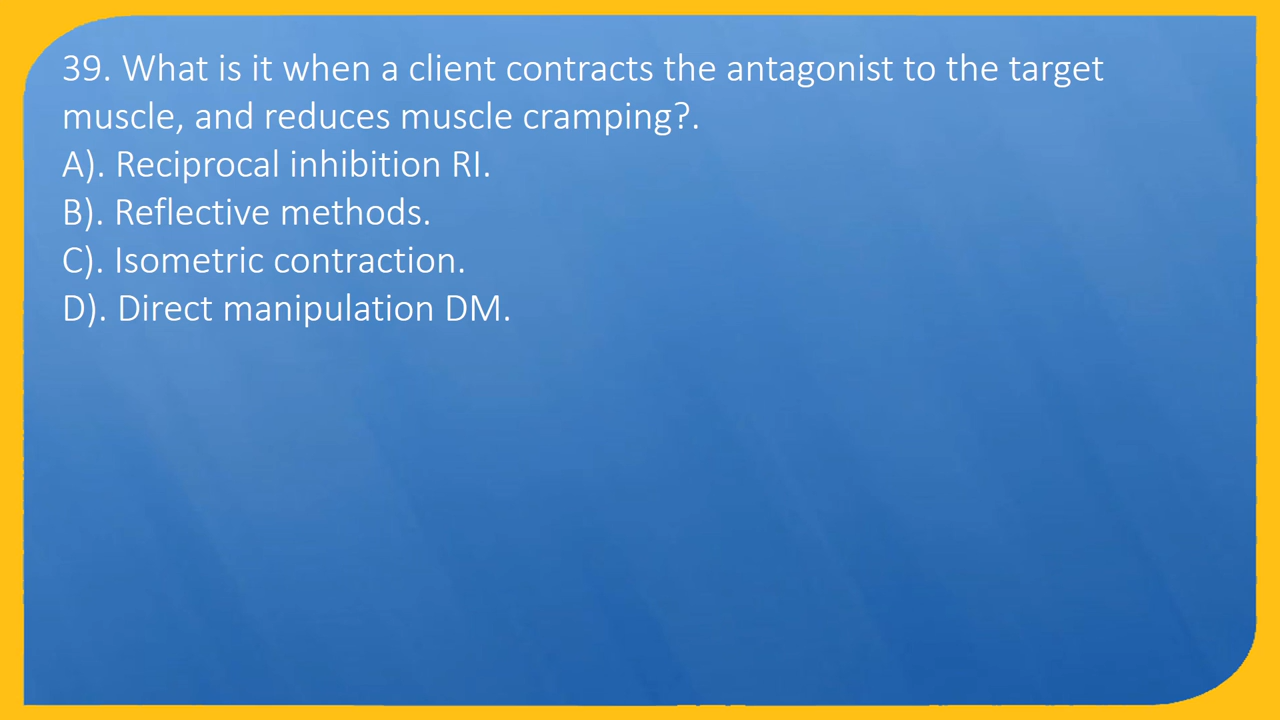 39. What is it when a client contracts the antagonist to the target
muscle, and reduces muscle cramping?.
A). Reciprocal inhibition RI.
B). Reflective methods.
C). Isometric contraction.
D). Direct manipulation DM.